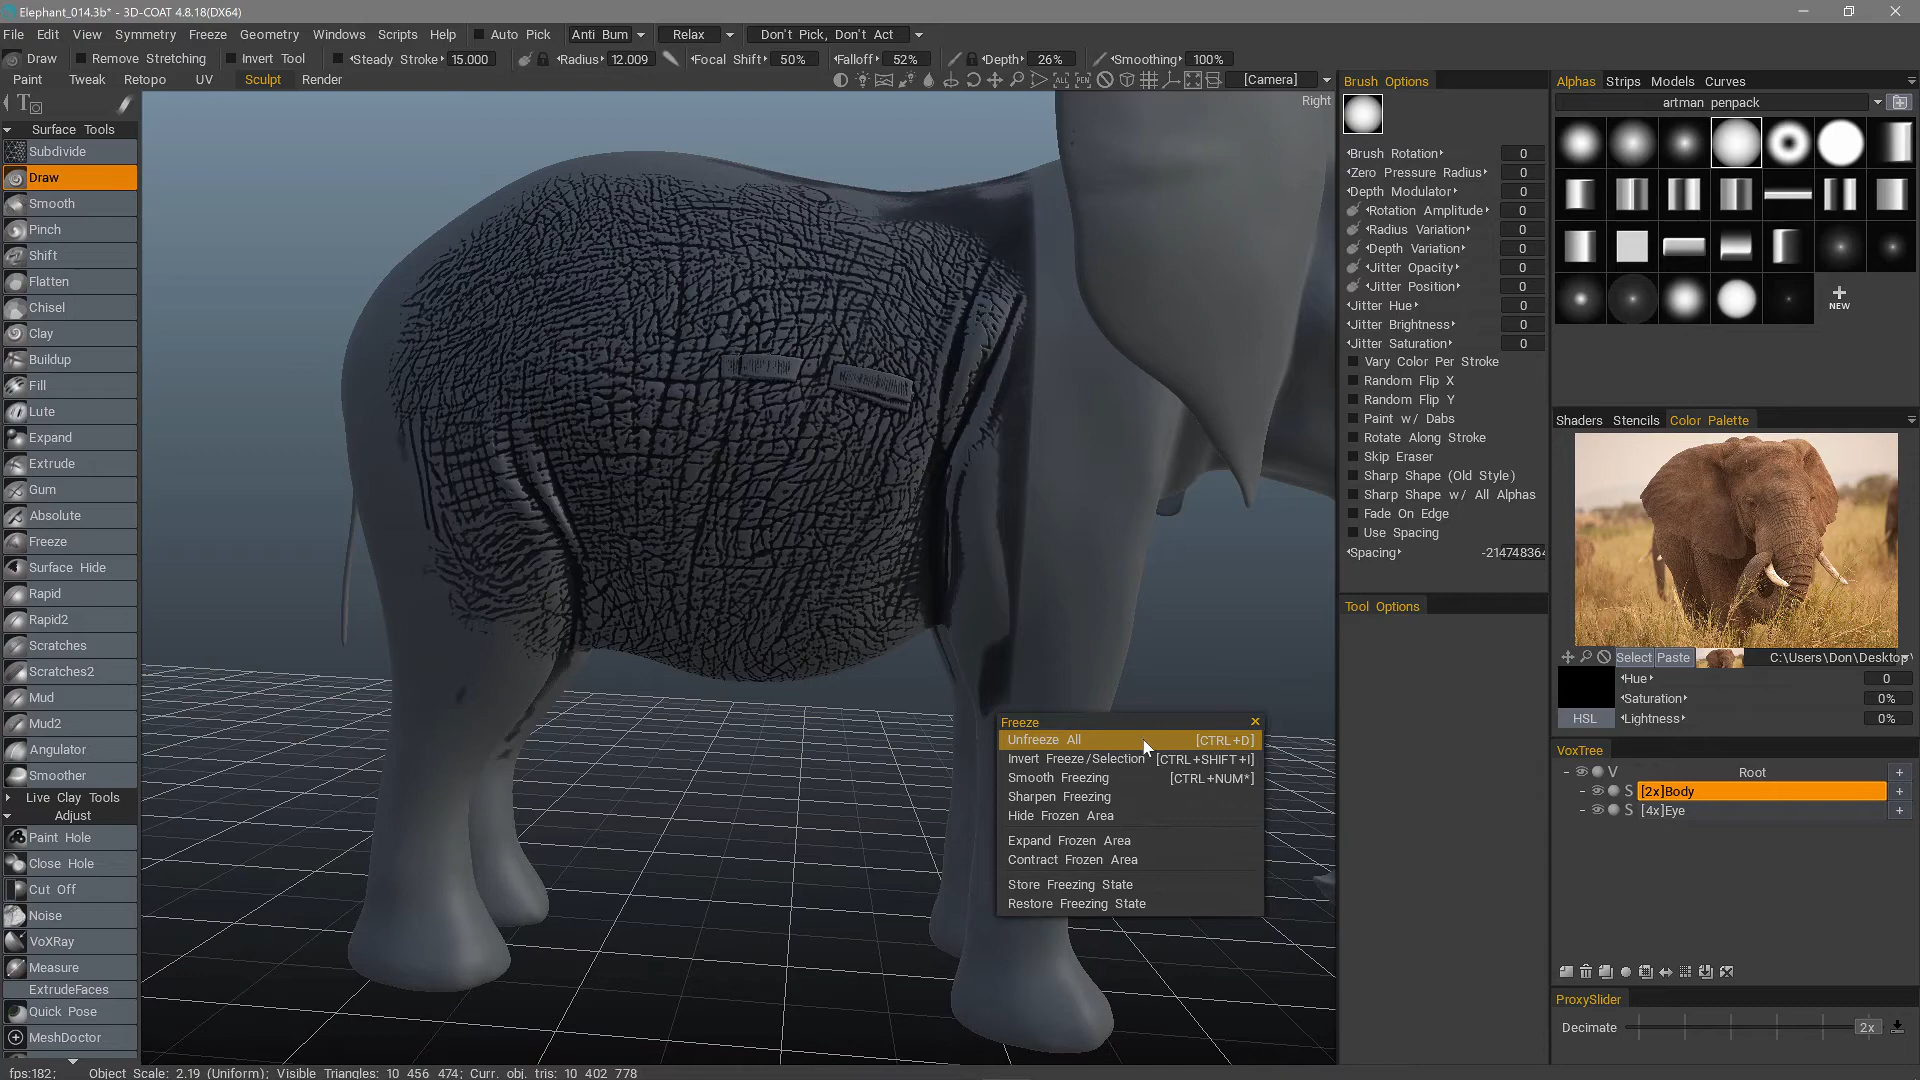 Elephant_014.3b* - 3D-COAT 4.8.18(DX64)
File Edit View Symmetry Freeze Geometry Windows Scripts Help Auto Pick Anti Bum Relax Don't Pick, Don't Act
Draw Remove Stretching Invert Tool Steady Stroke 15.000 Radius 12.009 Focal Shift 50% Falloff 52% Depth 26% Smoothing 100%
Paint Tweak Retopo UV Sculpt Render
ALL PEN [Camera]
Right
Surface Tools
Subdivide
Draw
Smooth
Pinch
Shift
Flatten
Chisel
Clay
Buildup
Fill
Lute
Expand
Extrude
Gum
Absolute
Freeze
Surface Hide
Rapid
Rapid2
Scratches
Scratches2
Mud
Mud2
Angulator
Smoother
Live Clay Tools
Adjust
Paint Hole
Close Hole
Cut Off
Noise
VoXRay
Measure
ExtrudeFaces
Quick Pose
MeshDoctor
Freeze
Unfreeze All [CTRL+D]
Invert Freeze/Selection [CTRL+SHIFT+I]
Smooth Freezing [CTRL+NUM*]
Sharpen Freezing
Hide Frozen Area
Expand Frozen Area
Contract Frozen Area
Store Freezing State
Restore Freezing State
Brush Options
Brush Rotation 0
Zero Pressure Radius 0
Depth Modulator 0
Rotation Amplitude 0
Radius Variation 0
Depth Variation 0
Jitter Opacity 0
Jitter Position 0
Jitter Hue 0
Jitter Brightness 0
Jitter Saturation 0
Vary Color Per Stroke
Random Flip X
Random Flip Y
Paint w/ Dabs
Rotate Along Stroke
Skip Eraser
Sharp Shape (Old Style)
Sharp Shape w/ All Alphas
Fade On Edge
Use Spacing
Spacing -214748364
Tool Options
Alphas Strips Models Curves
artman penpack
NEW
Shaders Stencils Color Palette
Select Paste C:\Users\Don\Desktop\
Hue 0
Saturation 0%
HSL Lightness 0%
VoxTree
V Root +
S [2x]Body +
S [4x]Eye +
ProxySlider
Decimate 2x
fps:182; Object Scale: 2.19 (Uniform); Visible Triangles: 10 456 474; Curr. obj. tris: 10 402 778